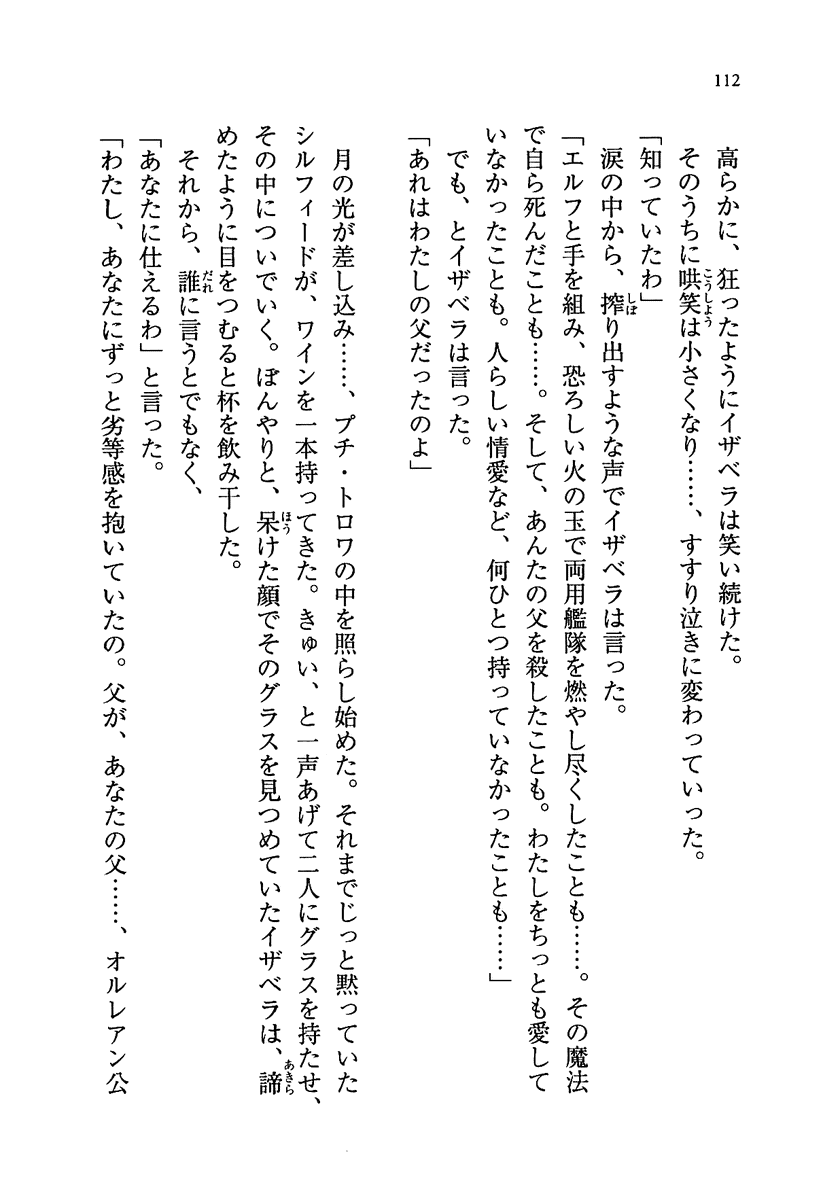 112
高らかに、狂ったようにイザベラは笑い続けた。
そのうちに哄笑は小さくなり……、すすり泣きに変わっていった。
「知っていたわ」
涙の中から、搾り出すような声でイザベラは言った。
「エルフと手を組み、恐ろしい火の玉で両用艦隊を燃やし尽くしたことも……。その魔法
で自ら死んだことも……。そして、あんたの父を殺したことも。わたしをちっとも愛して
いなかったことも。人らしい情愛など、何ひとつ持っていなかったことも……」
でも、とイザベラは言った。
「あれはわたしの父だったのよ」
月の光が差し込み……、プチ・トロワの中を照らし始めた。それまでじっと黙っていた
シルフィードが、ワインを一本持ってきた。きゅい、と一声あげて二人にグラスを持たせ、
その中についでいく。ぼんやりと、呆けた顔でそのグラスを見つめていたイザベラは、諦
めたように目をつむると杯を飲み干した。
それから、誰に言うとでもなく、
「あなたに仕えるわ」と言った。
「わたし、あなたにずっと劣等感を抱いていたの。父が、あなたの父……、オルレアン公